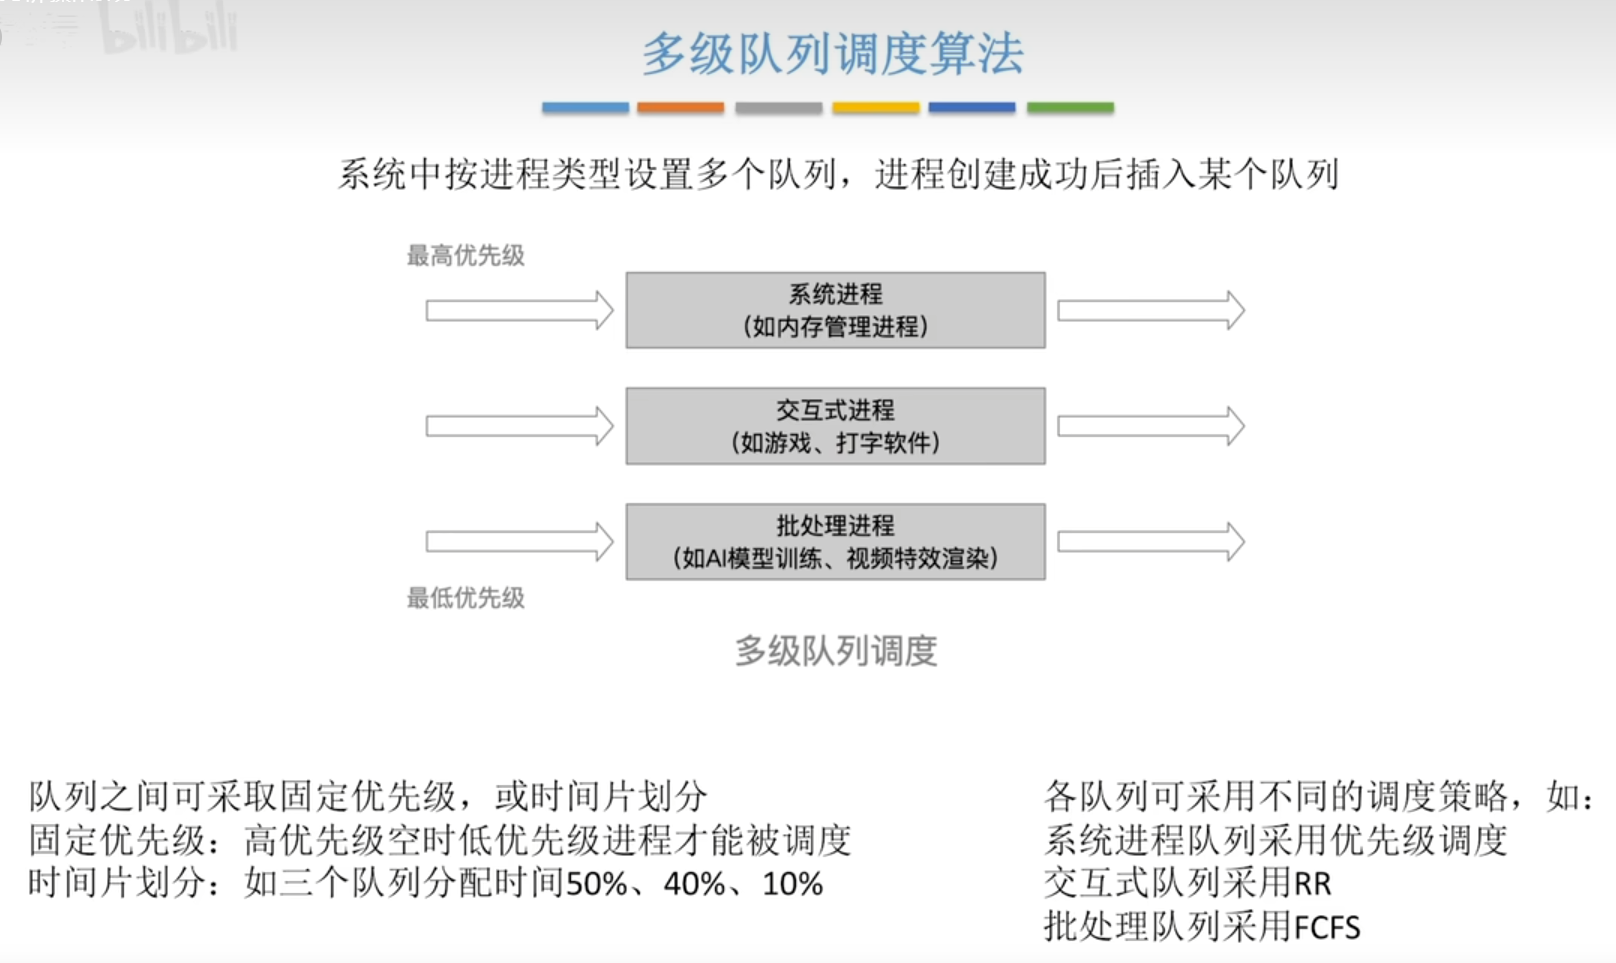 bilibili
多级队列调度算法
系统中按进程类型设置多个队列，进程创建成功后插入某个队列
最高优先级
系统进程
（如内存管理进程）
交互式进程
（如游戏、打字软件）
批处理进程
（如AI模型训练、视频特效渲染）
最低优先级
多级队列调度
队列之间可采取固定优先级，或时间片划分
固定优先级：高优先级空时低优先级进程才能被调度
时间片划分：如三个队列分配时间50%、40%、10%
各队列可采用不同的调度策略，如：
系统进程队列采用优先级调度
交互式队列采用RR
批处理队列采用FCFS